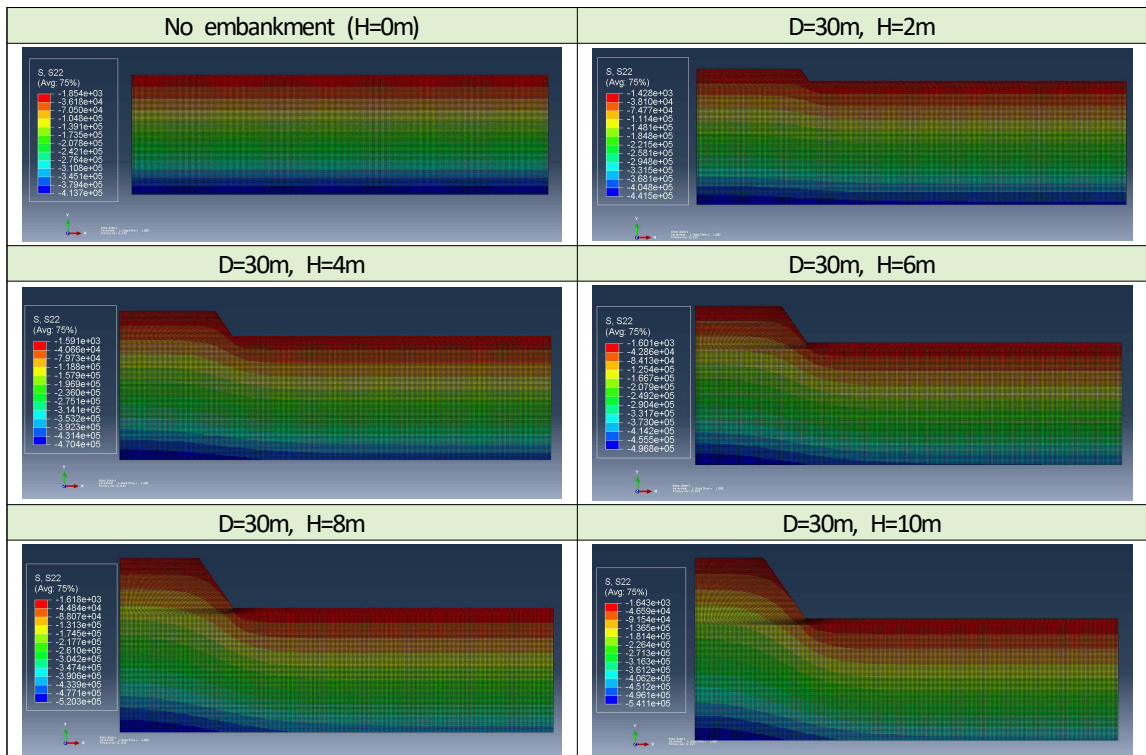 No embankment (H=0m)
D=30m, H=2m
S, S22
(Avg: 75%)
-1.854e+03
-3.618e+04
-7.050e+04
-1.048e+05
-1.391e+05
-1.735e+05
-2.078e+05
-2.421e+05
-2.764e+05
-3.108e+05
-3.451e+05
-3.794e+05
-4.137e+05
Y
X
S, S22
(Avg: 75%)
-1.428e+03
-3.810e+04
-7.477e+04
-1.114e+05
-1.481e+05
-1.848e+05
-2.215e+05
-2.581e+05
-2.948e+05
-3.315e+05
-3.681e+05
-4.048e+05
-4.415e+05
Y
X
D=30m, H=4m
D=30m, H=6m
S, S22
(Avg: 75%)
-1.591e+03
-4.066e+04
-7.973e+04
-1.188e+05
-1.579e+05
-1.969e+05
-2.360e+05
-2.751e+05
-3.141e+05
-3.532e+05
-3.923e+05
-4.314e+05
-4.704e+05
Y
X
S, S22
(Avg: 75%)
-1.601e+03
-4.286e+04
-8.413e+04
-1.254e+05
-1.667e+05
-2.079e+05
-2.492e+05
-2.904e+05
-3.317e+05
-3.730e+05
-4.142e+05
-4.555e+05
-4.968e+05
Y
X
D=30m, H=8m
D=30m, H=10m
S, S22
(Avg: 75%)
-1.618e+03
-4.484e+04
-8.807e+04
-1.313e+05
-1.745e+05
-2.177e+05
-2.610e+05
-3.042e+05
-3.474e+05
-3.906e+05
-4.339e+05
-4.771e+05
-5.203e+05
Y
X
S, S22
(Avg: 75%)
-1.643e+03
-4.659e+04
-9.154e+04
-1.365e+05
-1.814e+05
-2.264e+05
-2.713e+05
-3.163e+05
-3.612e+05
-4.062e+05
-4.512e+05
-4.961e+05
-5.411e+05
Y
X